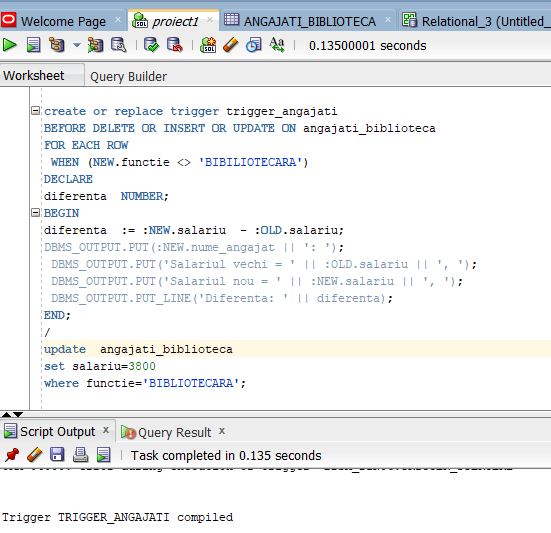 Welcome Page × proiect1 × ANGAJATI_BIBLIOTECA × Relational_3 (Untitled_
0.13500001 seconds
Worksheet Query Builder
create or replace trigger trigger_angajati
BEFORE DELETE OR INSERT OR UPDATE ON angajati_biblioteca
FOR EACH ROW
WHEN (NEW.functie <> 'BIBILIOTECARA')
DECLARE
diferenta  NUMBER;
BEGIN
diferenta  := :NEW.salariu  - :OLD.salariu;
DBMS_OUTPUT.PUT(:NEW.nume_angajat || ': ');
DBMS_OUTPUT.PUT('Salariul vechi = ' || :OLD.salariu || ', ');
DBMS_OUTPUT.PUT('Salariul nou = ' || :NEW.salariu || ', ');
DBMS_OUTPUT.PUT_LINE('Diferenta: ' || diferenta);
END;
/
update  angajati_biblioteca
set salariu=3800
where functie='BIBLIOTECARA';
Script Output × Query Result ×
Task completed in 0.135 seconds
Trigger TRIGGER_ANGAJATI compiled